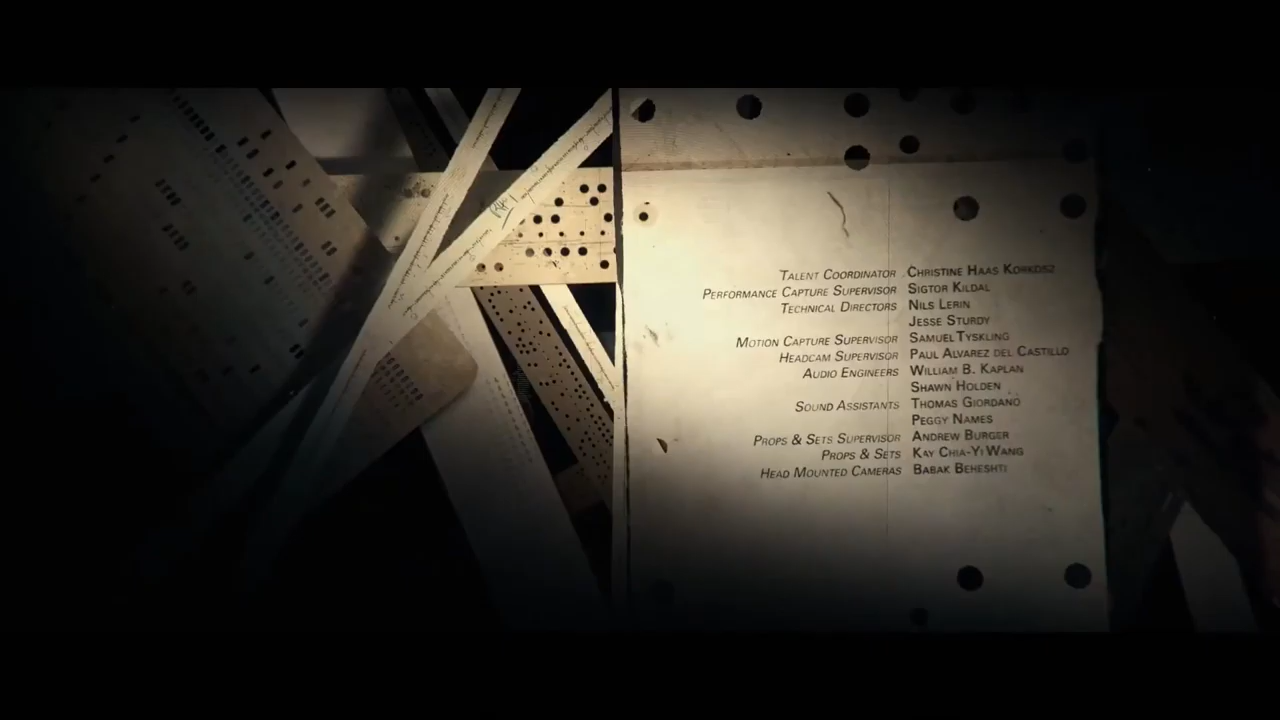 TALENT COORDINATOR CHRISTINE HAAS
PERFORMANCE CAPTURE SUPERVISOR SIGTOR KILDAL
TECHNICAL DIRECTORS NILS LERIN
JESSE STURDY
MOTION CAPTURE SUPERVISOR SAMUEL TYSKLING
HEADCAM SUPERVISOR PAUL ALVAREZ DEL CASTILLO
AUDIO ENGINEERS WILLIAM B. KAPLAN
SHAWN HOLDEN
SOUND ASSISTANTS THOMAS GIORDANO
PEGGY NAMES
PROPS & SETS SUPERVISOR ANDREW BURGER
PROPS & SETS KAY CHIA-YI WANG
HEAD MOUNTED CAMERAS BABAK BEHESHTI